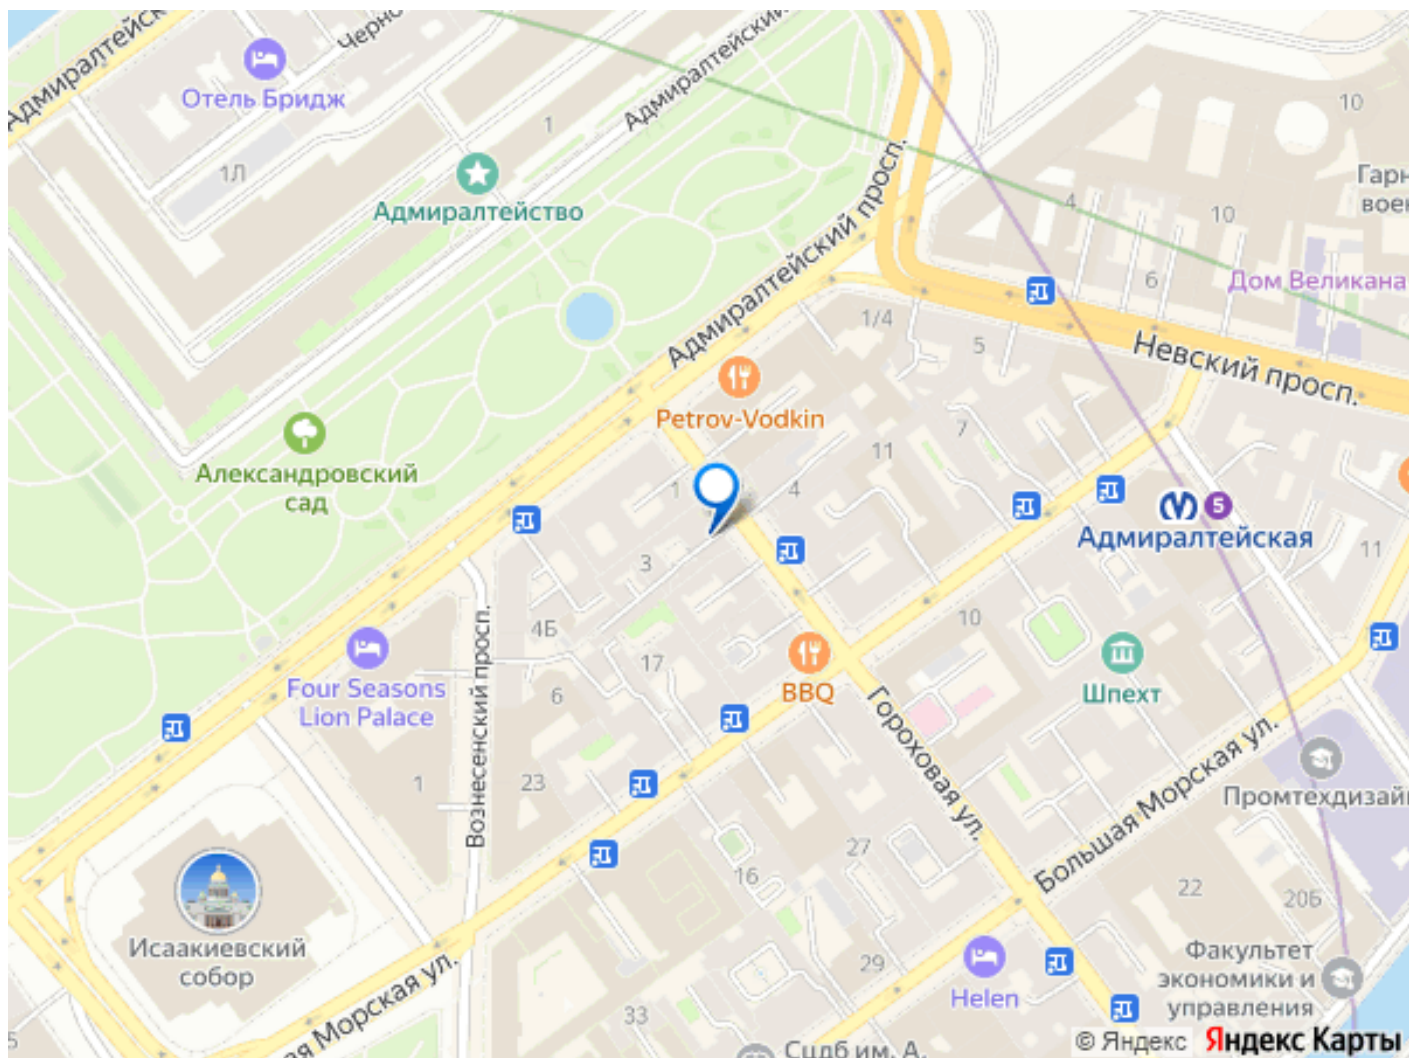 Адмиралтейск
Черно
Адмиралтейский
Отель Бридж
1
10
1Л
Гарн
воен
Адмиралтейство
4
10
Адмиралтейский просп.
6
Дом Великана
1/4
5
Невский просп.
Petrov-Vodkin
7
11
Александровский
сад
1
4
5
Адмиралтейская
11
3
10
4Б
17
Вознесенский просп.
Four Seasons
Lion Palace
6
BBQ
Шпехт
Гороховая ул.
1
23
Большая Морская ул.
Промтехдизай
27
16
22
20Б
Исаакиевский
собор
29
Факультет
экономики и
управления
Helen
ая Морская ул.
33
5
Сцдб им. А.
© Яндекс
Яндекс Карты